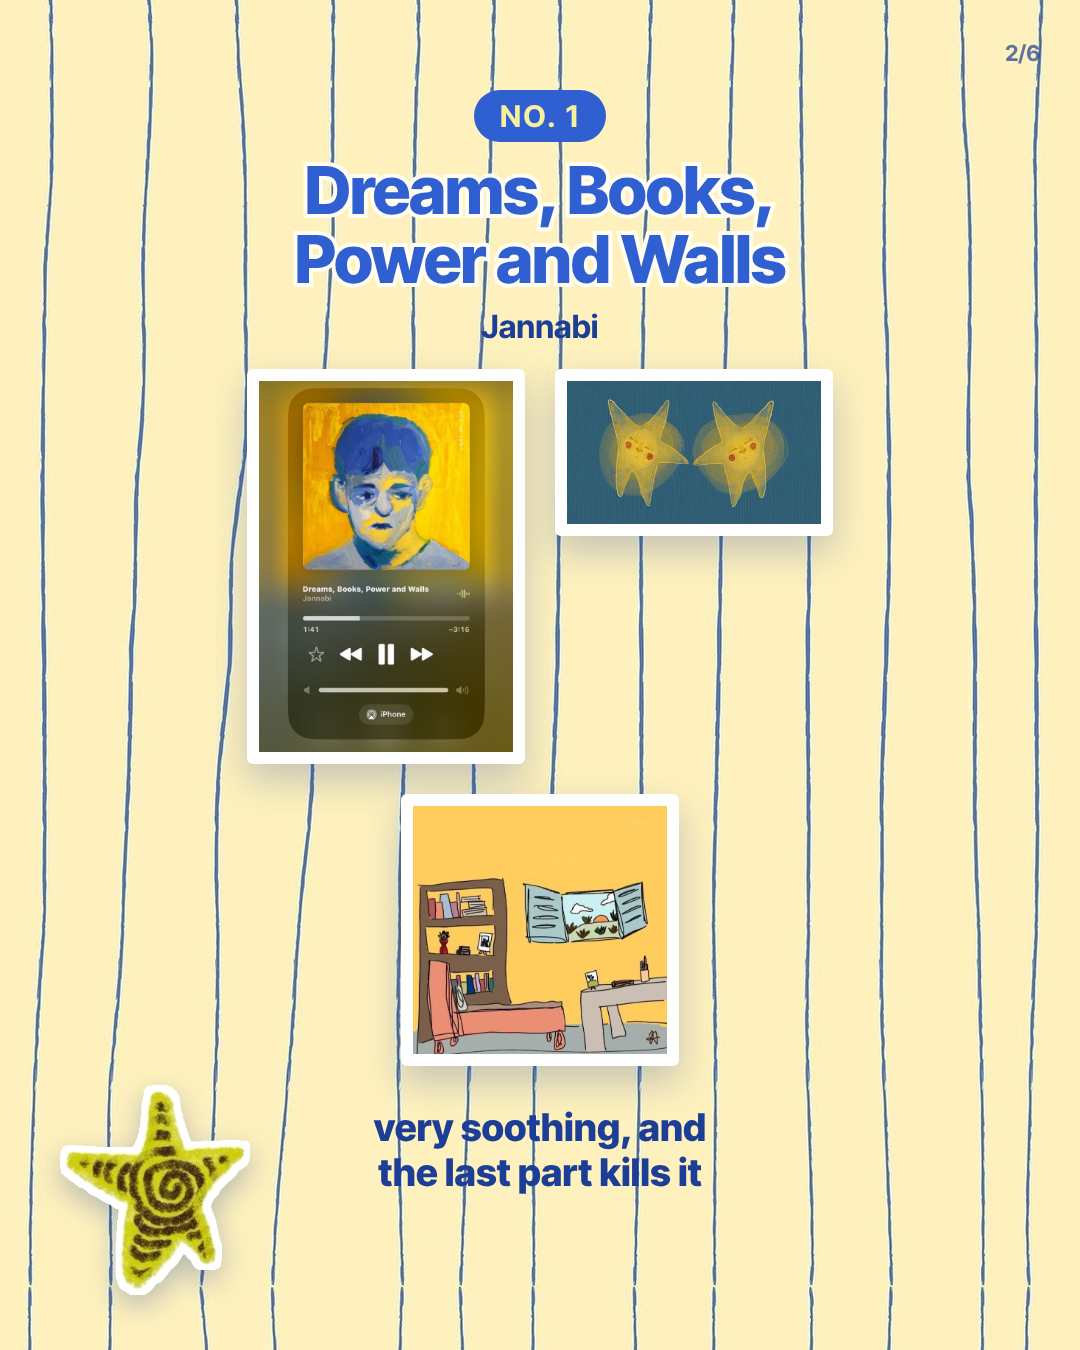 2/6
NO. 1
Dreams, Books,
Power and Walls
Jannabi
Dreams, Books, Power and Walls
Jannabi
1:41
-3:16
iPhone
very soothing, and
the last part kills it